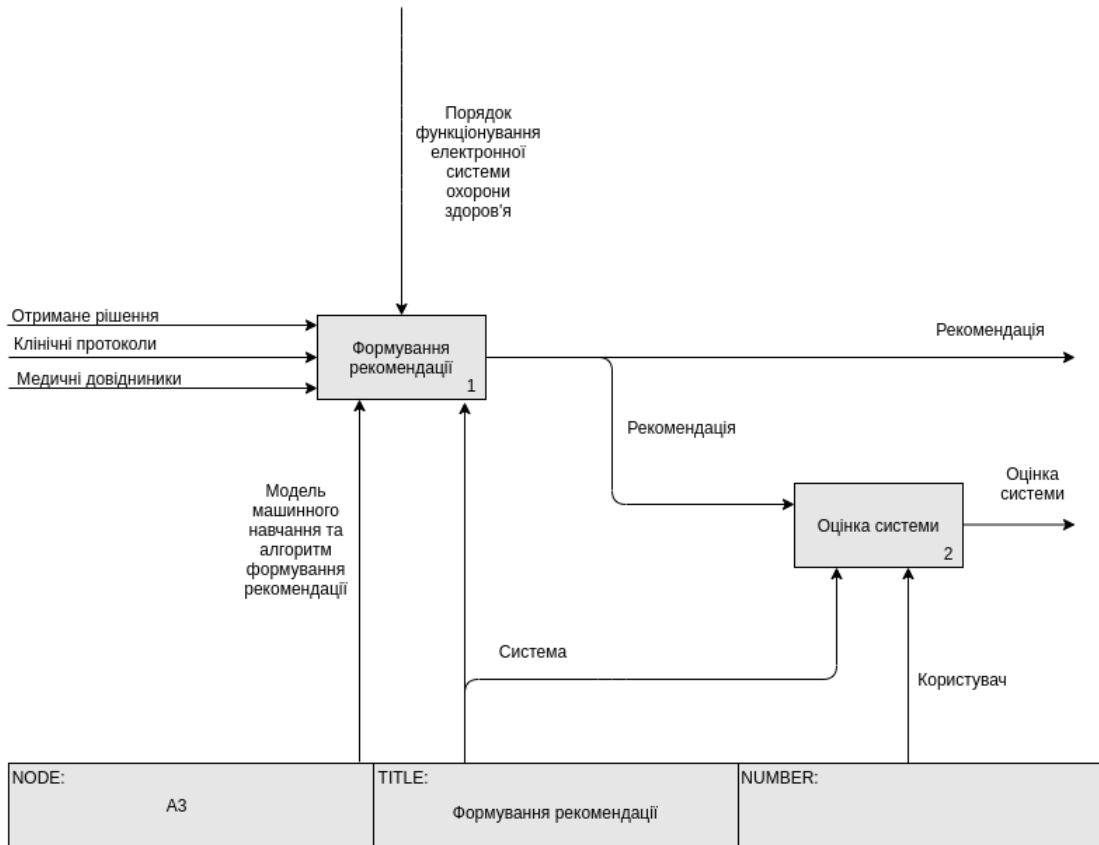 Порядок
функціонування
електронної
системи
охорони
здоров'я
Отримане рішення
Клінічні протоколи
Медичні довідниники
Формування
рекомендації
1
Рекомендація
Рекомендація
Модель
машинного
навчання та
алгоритм
формування
рекомендації
Оцінка
системи
Оцінка системи
2
Система
Користувач
NODE:
A3
TITLE:
Формування рекомендації
NUMBER: